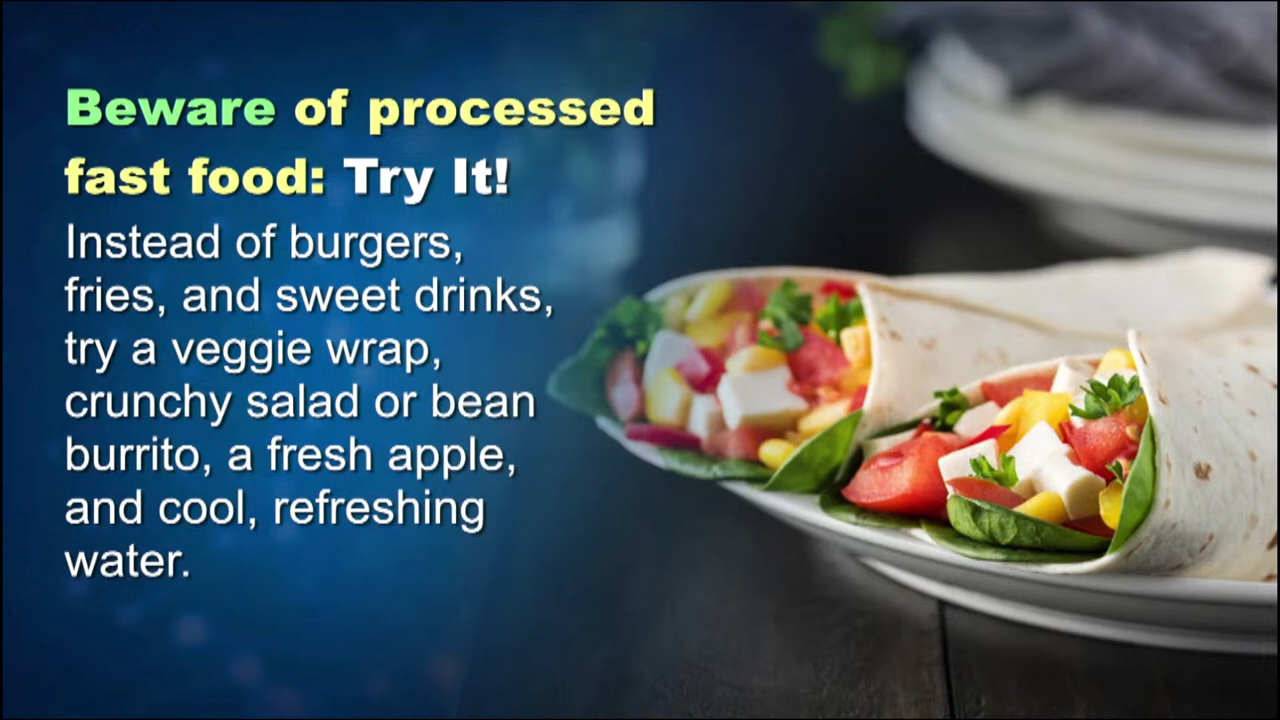 Beware of processed
fast food: Try It!
Instead of burgers,
fries, and sweet drinks,
try a veggie wrap,
crunchy salad or bean
burrito, a fresh apple,
and cool, refreshing
water.